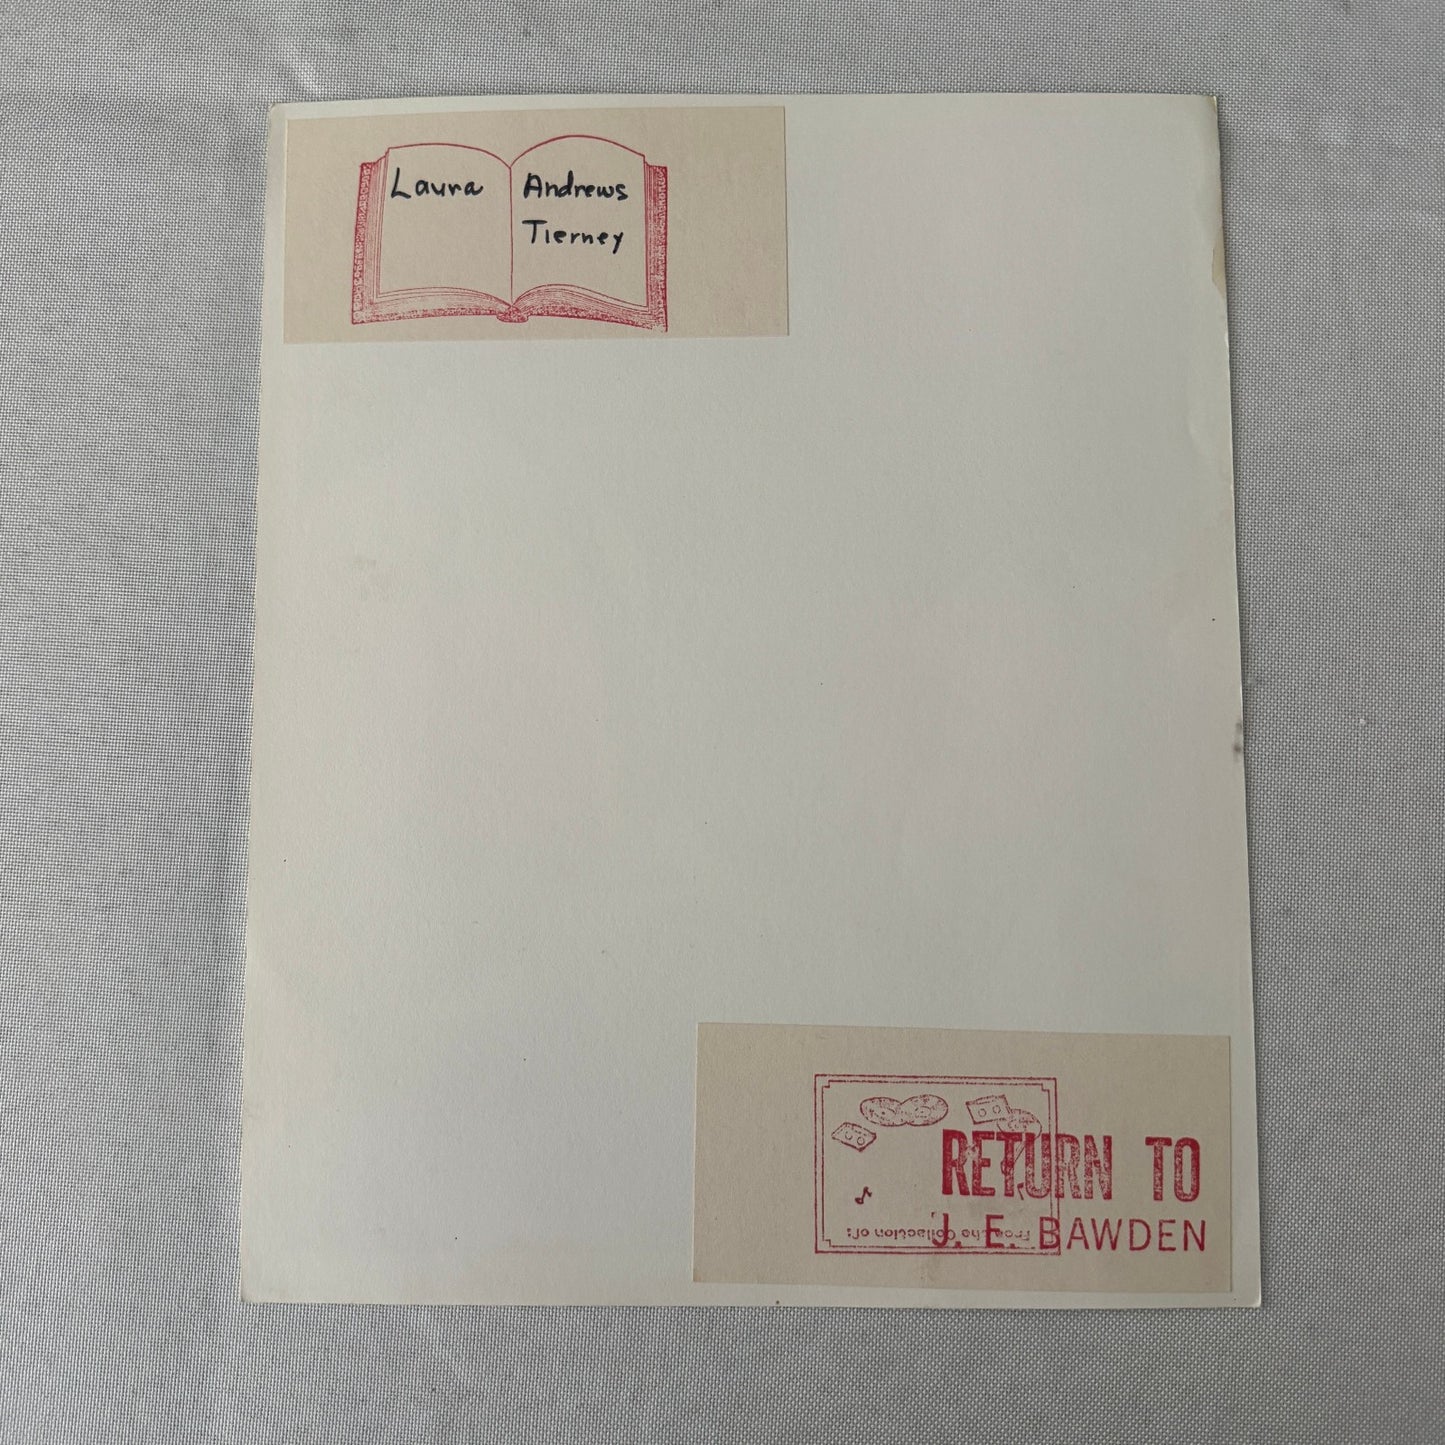 Laura Andrews
Tierney
RETURN TO
J. E. BAWDEN
From the collection of: